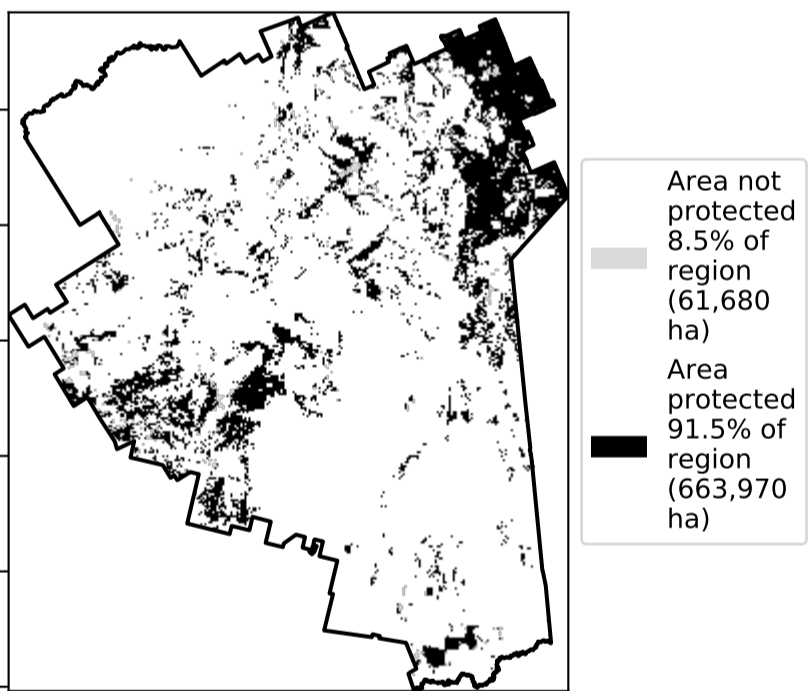 Area not
protected
8.5% of
region
(61,680
ha)
Area
protected
91.5% of
region
(663,970
ha)